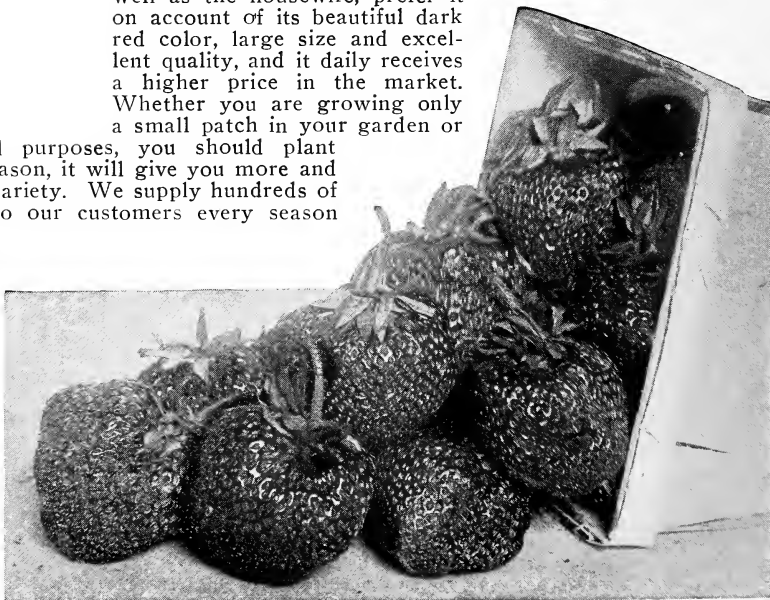 well as the housewife, prefer it
on account of its beautiful dark
red color, large size and excel-
lent quality, and it daily receives
a higher price in the market.
Whether you are growing only
a small patch in your garden or
purposes, you should plant
ason, it will give you more and
ariety. We supply hundreds of
o our customers every season